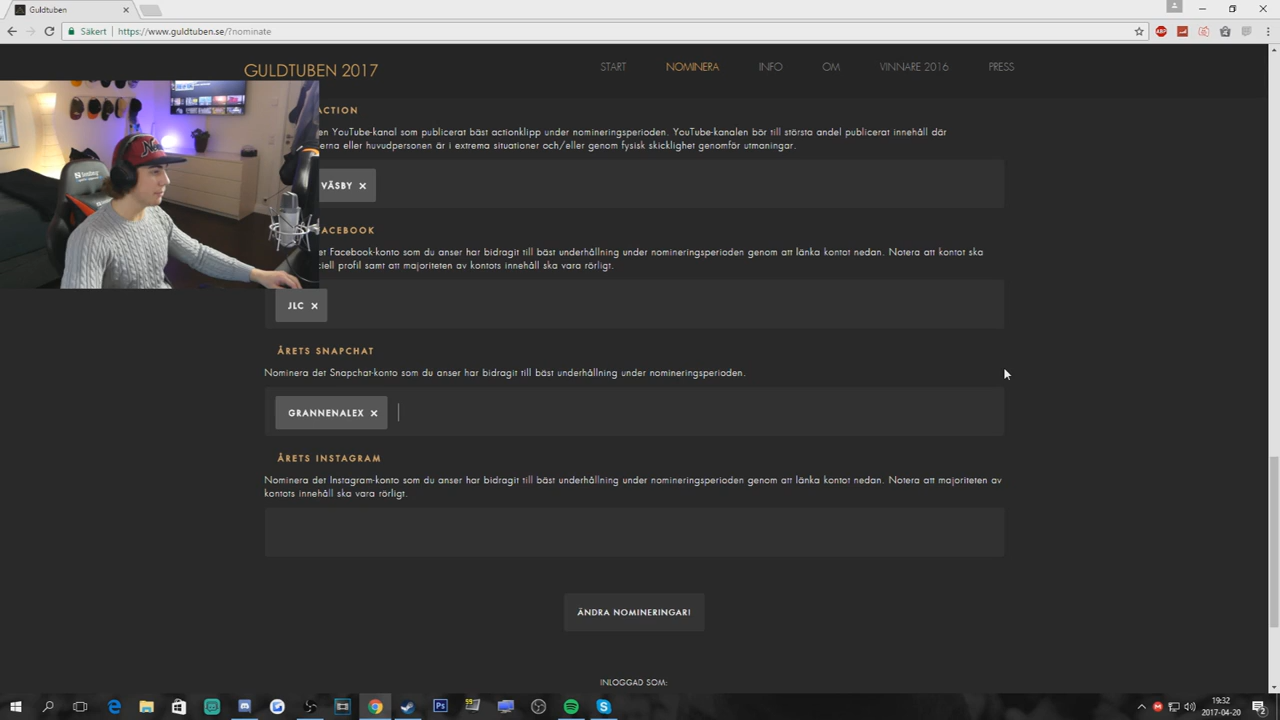 Guldtuben
Säkert
https://www.guldtuben.se/?nominate
GULDTUBEN 2017
START
NOMINERA
INFO
OM
VINNARE 2016
PRESS
ACTION
en YouTube-kanal som publicerat bäst actionklipp under nomineringsperioden. YouTube-kanalen bör till största andel publicerat innehåll där
erna eller huvudpersonen är i extrema situationer och/eller genom fysisk skicklighet genomför utmaningar.
VÄSBY ×
ACEBOOK
et Facebook-konto som du anser har bidragit till bäst underhållning under nomineringsperioden genom att länka kontot nedan. Notera att kontot ska
ciell profil samt att majoriteten av kontots innehåll ska vara rörligt.
JLC ×
ÅRETS SNAPCHAT
Nominera det Snapchat-konto som du anser har bidragit till bäst underhållning under nomineringsperioden.
GRANNENALEX ×
ÅRETS INSTAGRAM
Nominera det Instagram-konto som du anser har bidragit till bäst underhållning under nomineringsperioden genom att länka kontot nedan. Notera att majoriteten av
kontots innehåll ska vara rörligt.
ÄNDRA NOMINERINGAR!
INLOGGAD SOM:
19:32
2017-04-20